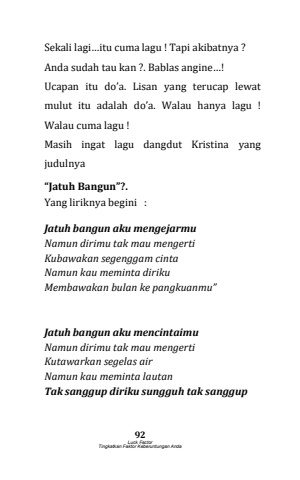 Sekali lagi…itu cuma lagu ! Tapi akibatnya ?
Anda sudah tau kan ?. Bablas angine…!
Ucapan itu do’a. Lisan yang terucap lewat
mulut itu adalah do’a. Walau hanya lagu !
Walau cuma lagu !
Masih ingat lagu dangdut Kristina yang
judulnya
“Jatuh Bangun”?.
Yang liriknya begini :
Jatuh bangun aku mengejarmu
Namun dirimu tak mau mengerti
Kubawakan segenggam cinta
Namun kau meminta diriku
Membawakan bulan ke pangkuanmu”
Jatuh bangun aku mencintaimu
Namun dirimu tak mau mengerti
Kutawarkan segelas air
Namun kau meminta lautan
Tak sanggup diriku sungguh tak sanggup
92
Luck Factor
Tingkatkan Faktor Keberuntungan Anda